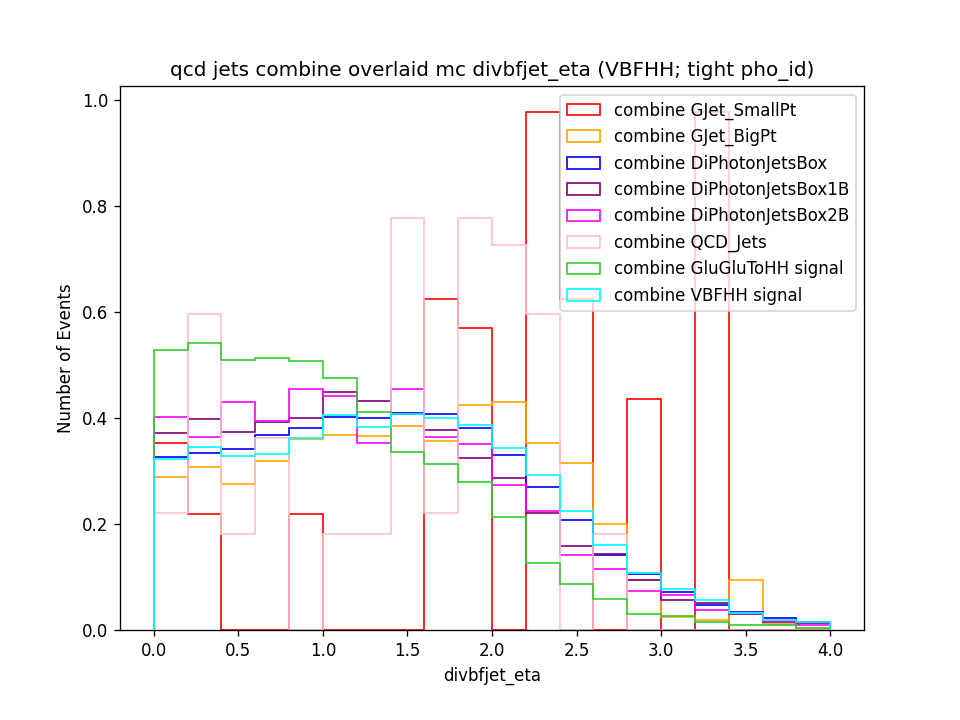 qcd jets combine overlaid mc divbfjet_eta (VBFHH; tight pho_id)
1.0
0.8
0.6
0.4
0.2
0.0
Number of Events
combine GJet_SmallPt
combine GJet_BigPt
combine DiPhotonJetsBox
combine DiPhotonJetsBox1B
combine DiPhotonJetsBox2B
combine QCD_Jets
combine GluGluToHH signal
combine VBFHH signal
0.0 0.5 1.0 1.5 2.0 2.5 3.0 3.5 4.0
divbfjet_eta